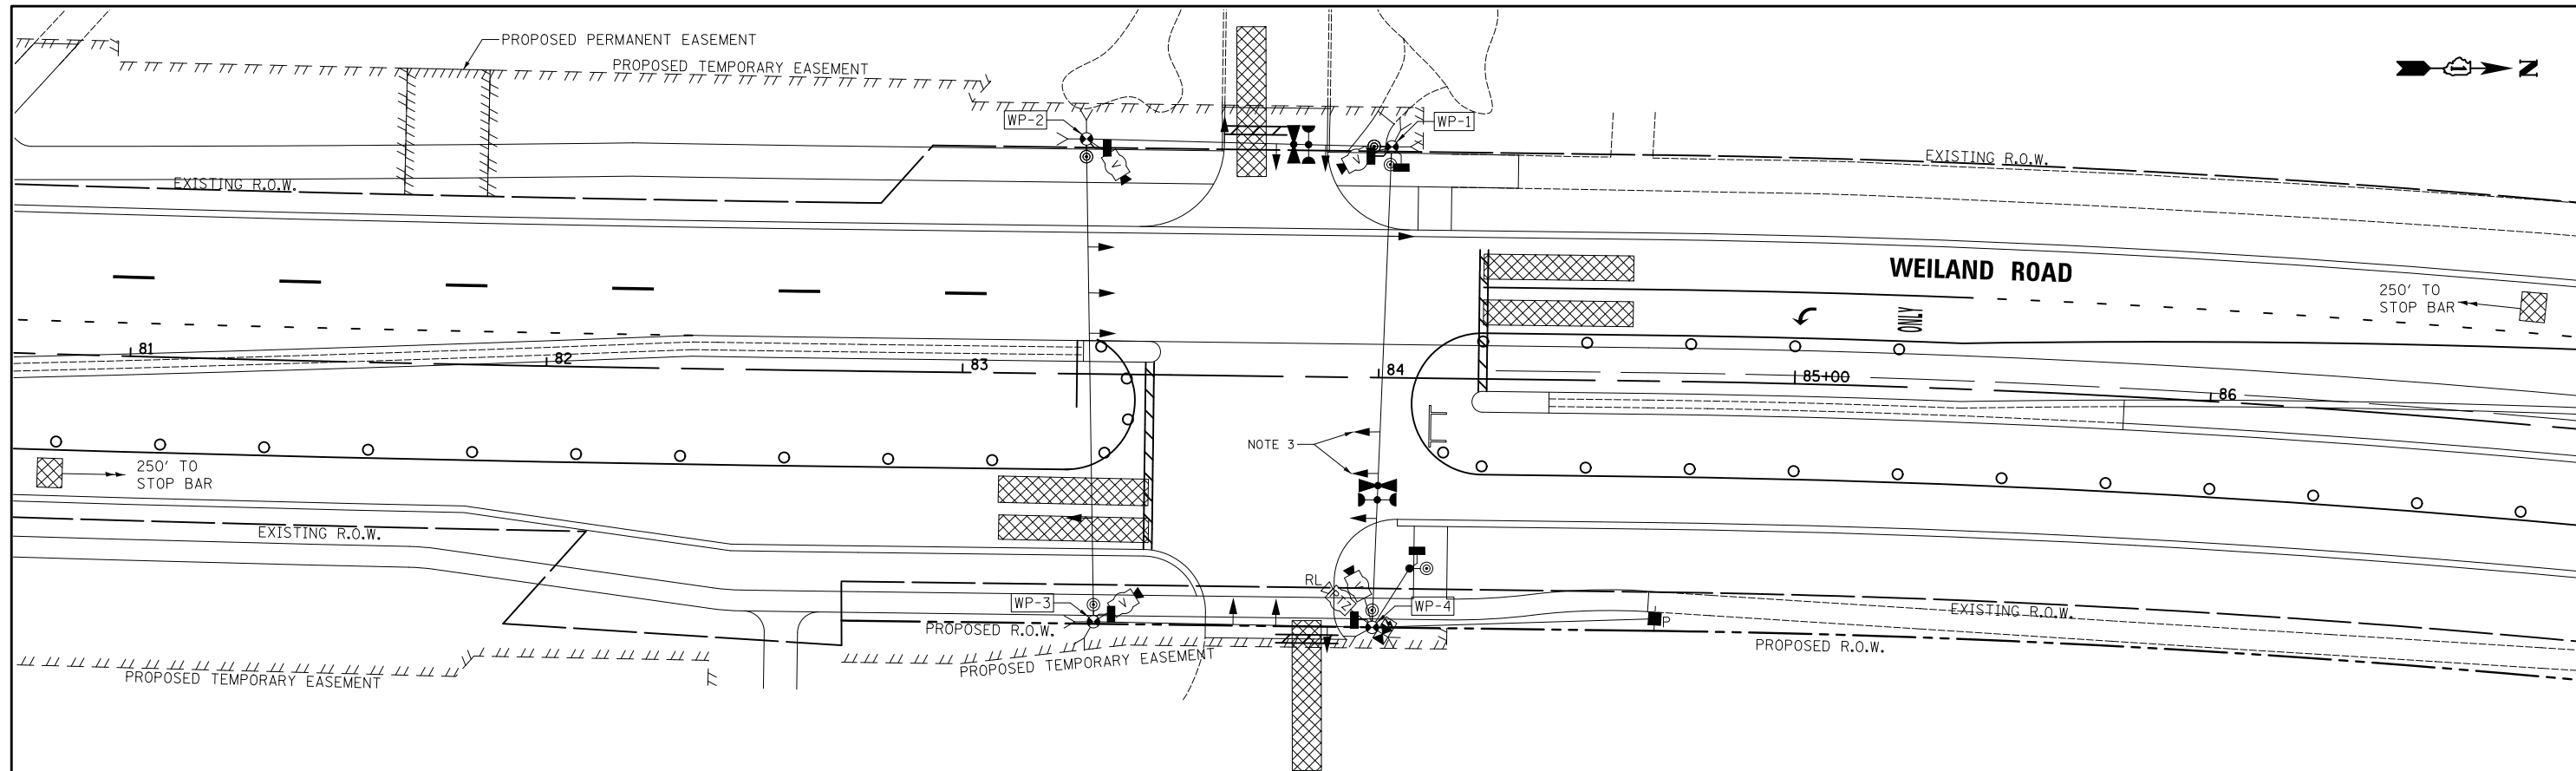 PROPOSED PERMANENT EASEMENT
PROPOSED TEMPORARY EASEMENT
N
WP-2
WP-1
EXISTING R.O.W.
EXISTING R.O.W.
WEILAND ROAD
250' TO
STOP BAR
ONLY
81
82
83
84
85+00
86
NOTE 3
250' TO
STOP BAR
EXISTING R.O.W.
RL
PTZ
V
V
V
V
WP-3
WP-4
P
EXISTING R.O.W.
PROPOSED R.O.W.
PROPOSED R.O.W.
PROPOSED TEMPORARY EASEMENT
PROPOSED TEMPORARY EASEMENT